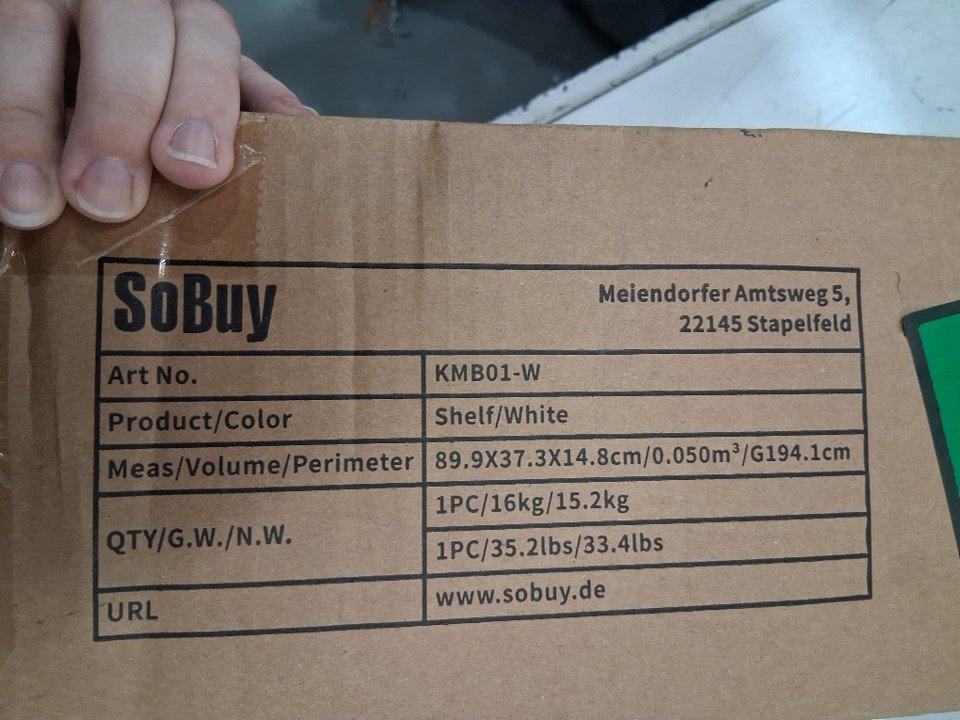 SoBuy
Meiendorfer Amtsweg 5,
22145 Stapelfeld
Art No. KMB01-W
Product/Color Shelf/White
Meas/Volume/Perimeter 89.9X37.3X14.8cm/0.050m³/G194.1cm
QTY/G.W./N.W. 1PC/16kg/15.2kg
1PC/35.2lbs/33.4lbs
URL www.sobuy.de